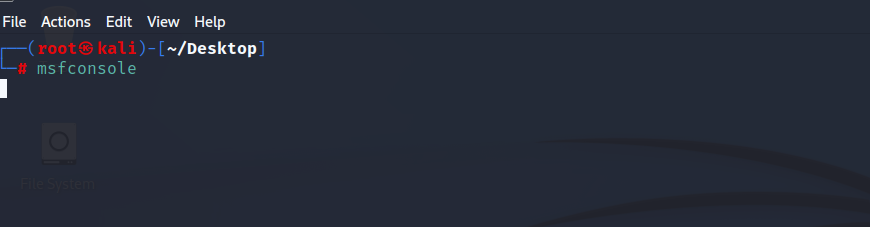 File Actions Edit View Help
┌──(root㉿kali)-[~/Desktop]
└─# msfconsole
File System